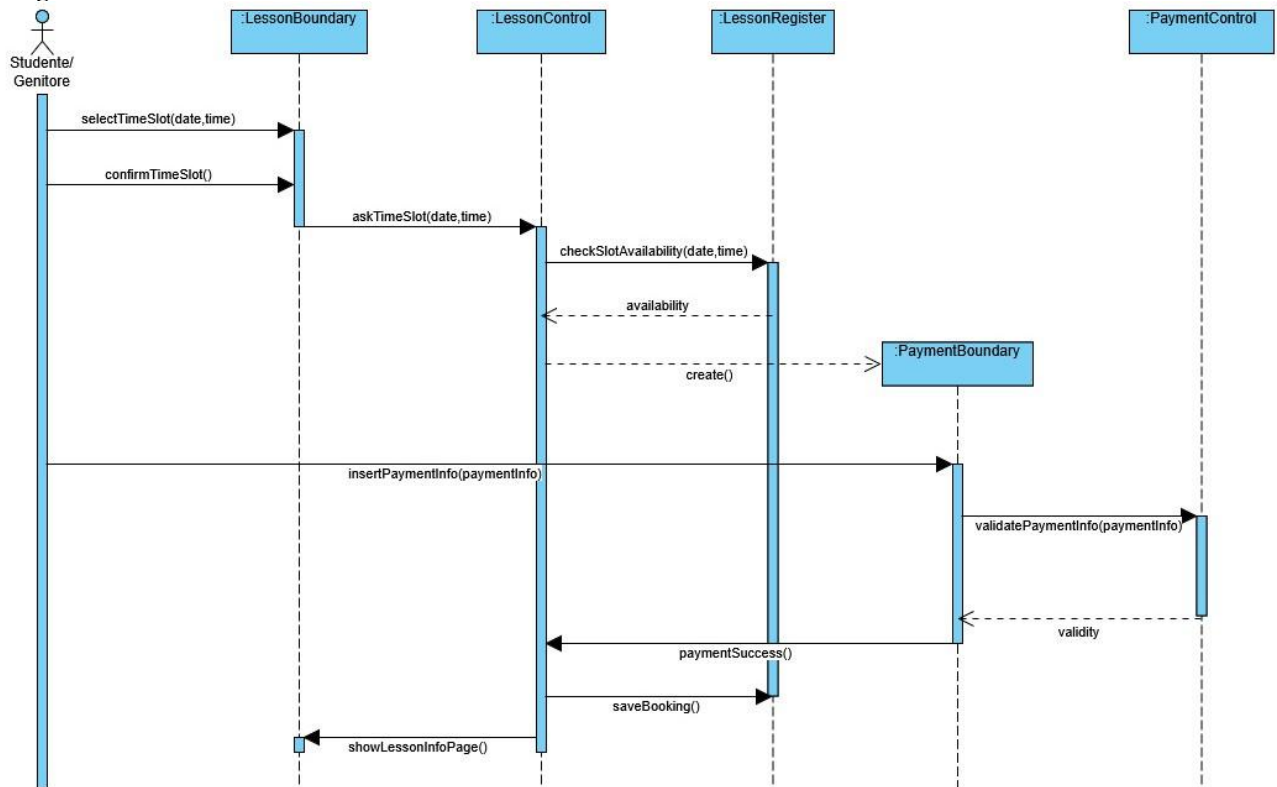 :LessonBoundary
:LessonControl
:LessonRegister
:PaymentControl
Studente/
Genitore
selectTimeSlot(date,time)
confirmTimeSlot()
askTimeSlot(date,time)
checkSlotAvailability(date,time)
availability
:PaymentBoundary
create()
insertPaymentInfo(paymentInfo)
validatePaymentInfo(paymentInfo)
validity
paymentSuccess()
saveBooking()
showLessonInfoPage()